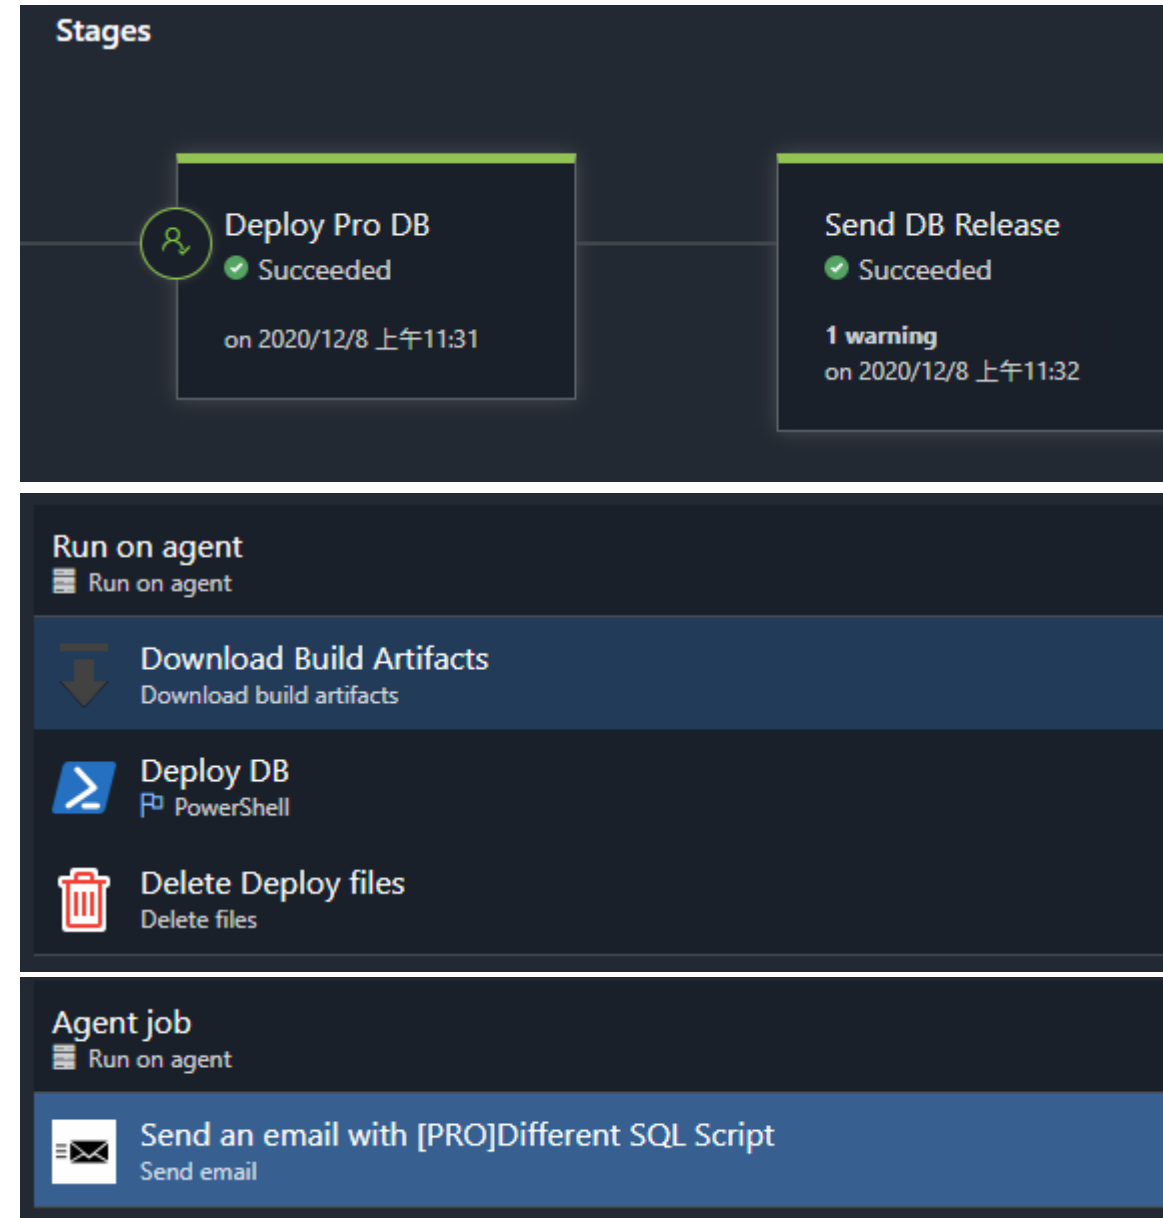 Stages
Deploy Pro DB
Succeeded
on 2020/12/8 上午11:31
Send DB Release
Succeeded
1 warning
on 2020/12/8 上午11:32
Run on agent
Run on agent
Download Build Artifacts
Download build artifacts
Deploy DB
PowerShell
Delete Deploy files
Delete files
Agent job
Run on agent
Send an email with [PRO]Different SQL Script
Send email